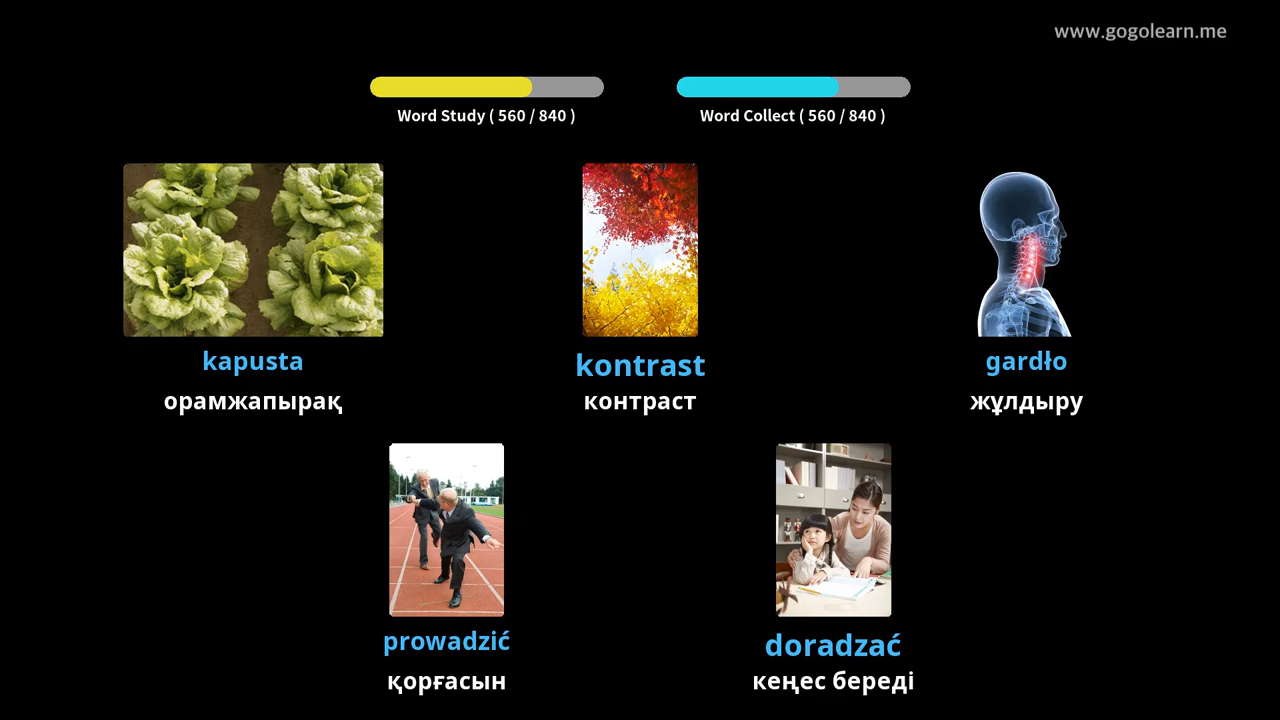 www.gogolearn.me
Word Study ( 560 / 840 )
Word Collect ( 560 / 840 )
kapusta
орамжапырақ
kontrast
контраст
gardło
жұлдыру
prowadzić
қорғасын
doradzać
кеңес береді